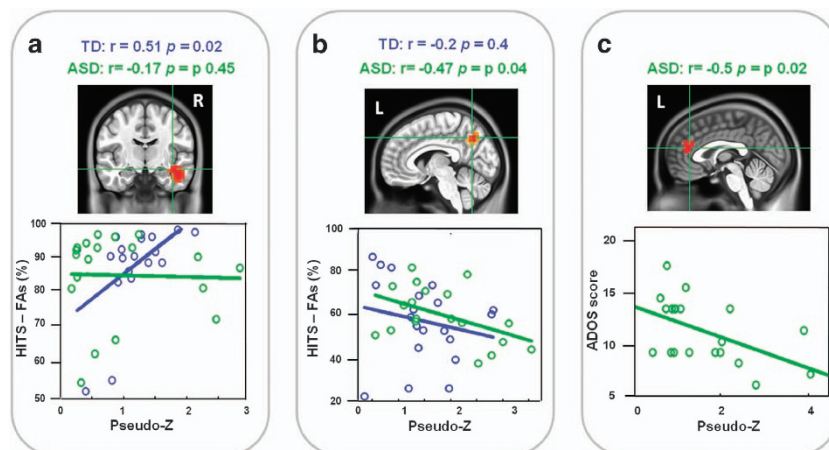 a
TD: r = 0.51 p = 0.02
ASD: r= -0.17 p = p 0.45
R
100
90
80
70
60
50
HITS – FAs (%)
0 1 2 3
Pseudo-Z
b
TD: r = -0.2 p = 0.4
ASD: r= -0.47 p = p 0.04
L
100
80
60
40
20
HITS – FAs (%)
0 1 2 3
Pseudo-Z
c
ASD: r= -0.5 p = p 0.02
L
20
15
10
5
ADOS score
0 2 4
Pseudo-Z